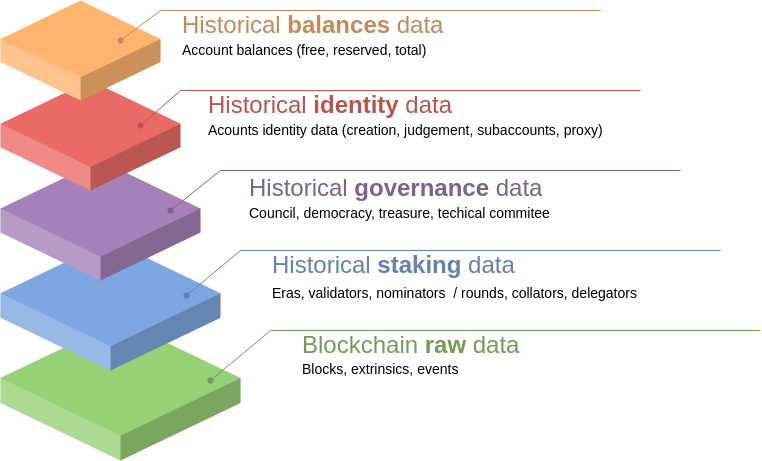 Historical balances data
Account balances (free, reserved, total)
Historical identity data
Acounts identity data (creation, judgement, subaccounts, proxy)
Historical governance data
Council, democracy, treasure, techical commitee
Historical staking data
Eras, validators, nominators  / rounds, collators, delegators
Blockchain raw data
Blocks, extrinsics, events